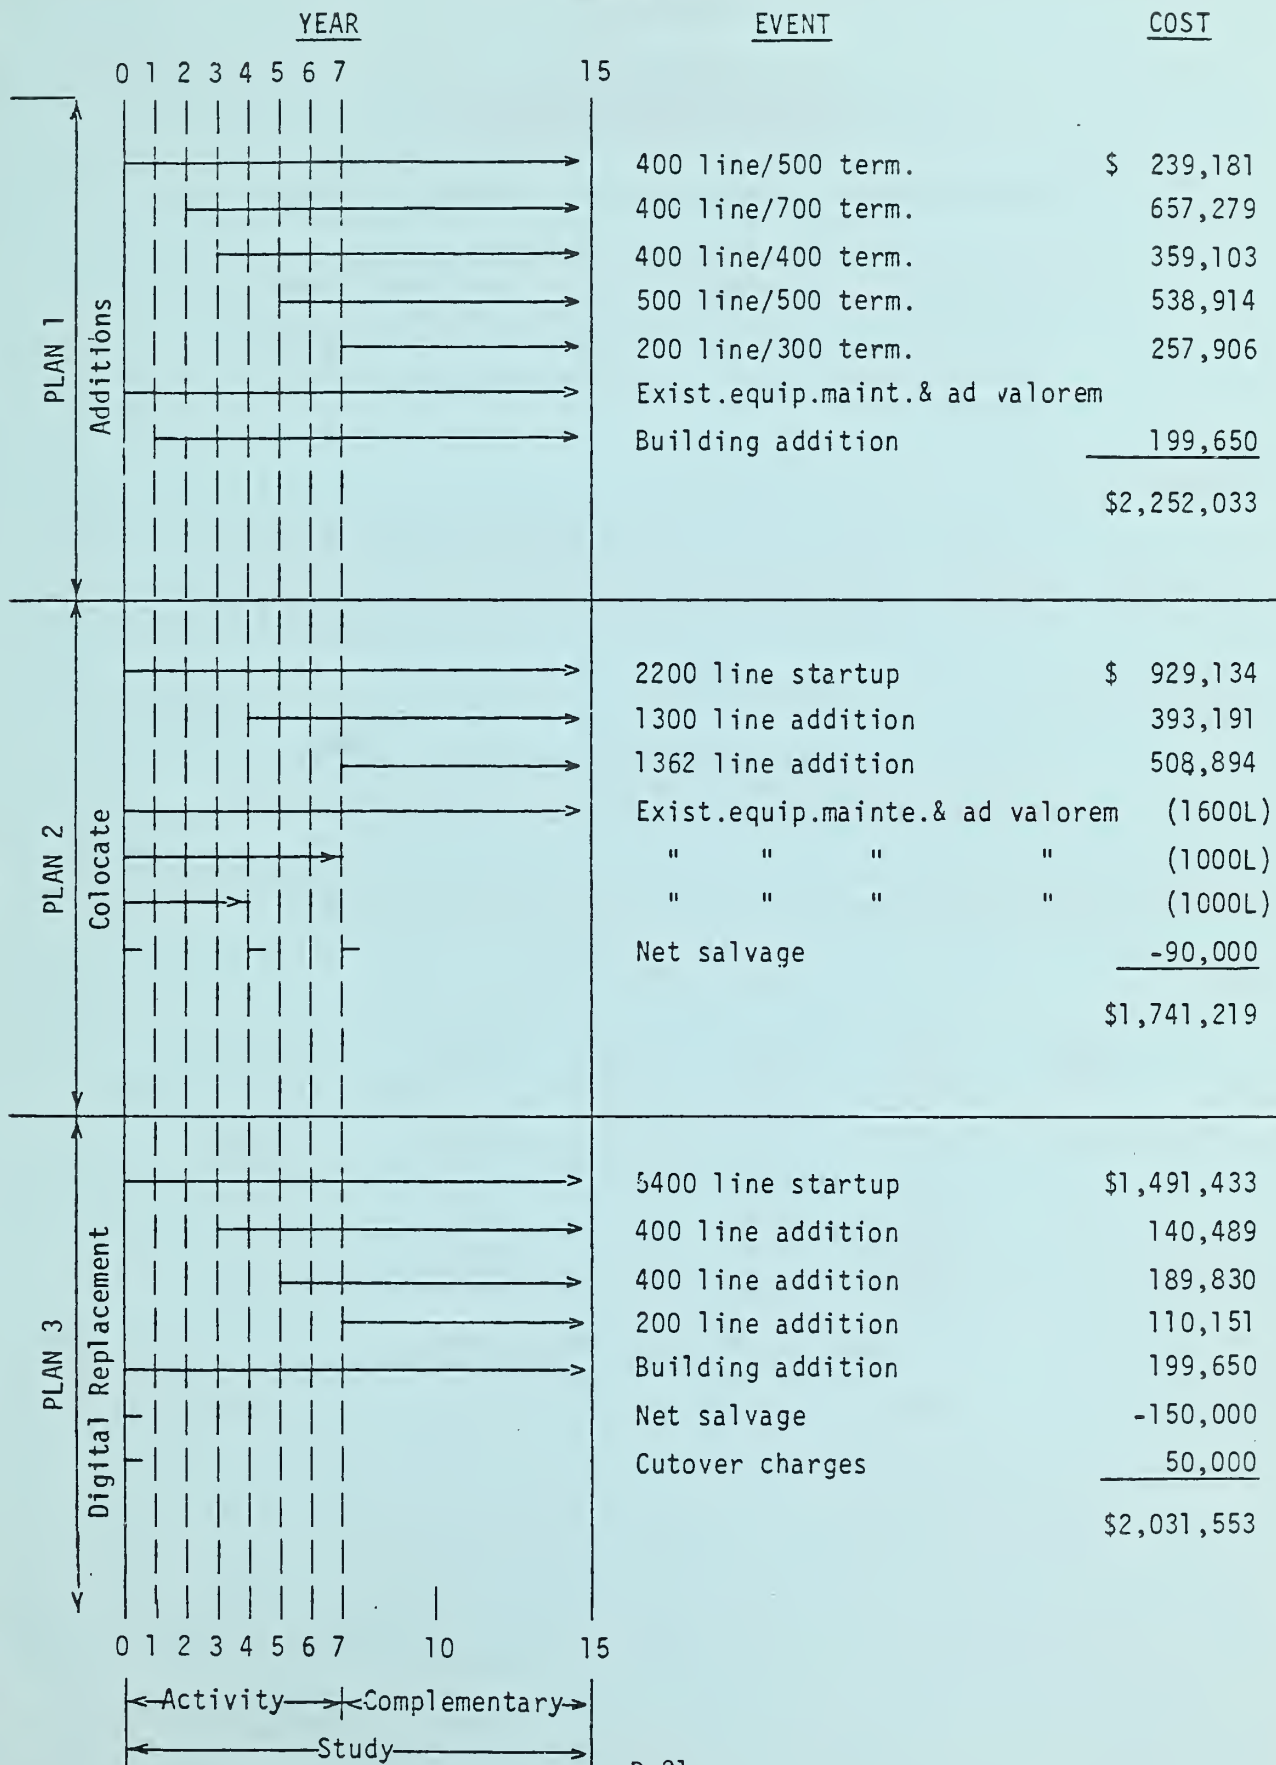 YEAR EVENT COST
0 1 2 3 4 5 6 7 15
PLAN 1
Additions
400 line/500 term. $ 239,181
400 line/700 term. 657,279
400 line/400 term. 359,103
500 line/500 term. 538,914
200 line/300 term. 257,906
Exist.equip.maint.& ad valorem
Building addition 199,650
$2,252,033
PLAN 2
Colocate
2200 line startup $ 929,134
1300 line addition 393,191
1362 line addition 508,894
Exist.equip.mainte.& ad valorem (1600L)
" " " " (1000L)
" " " " (1000L)
Net salvage -90,000
$1,741,219
PLAN 3
Digital Replacement
5400 line startup $1,491,433
400 line addition 140,489
400 line addition 189,830
200 line addition 110,151
Building addition 199,650
Net salvage -150,000
Cutover charges 50,000
$2,031,553
0 1 2 3 4 5 6 7 10 15
Activity Complementary
Study